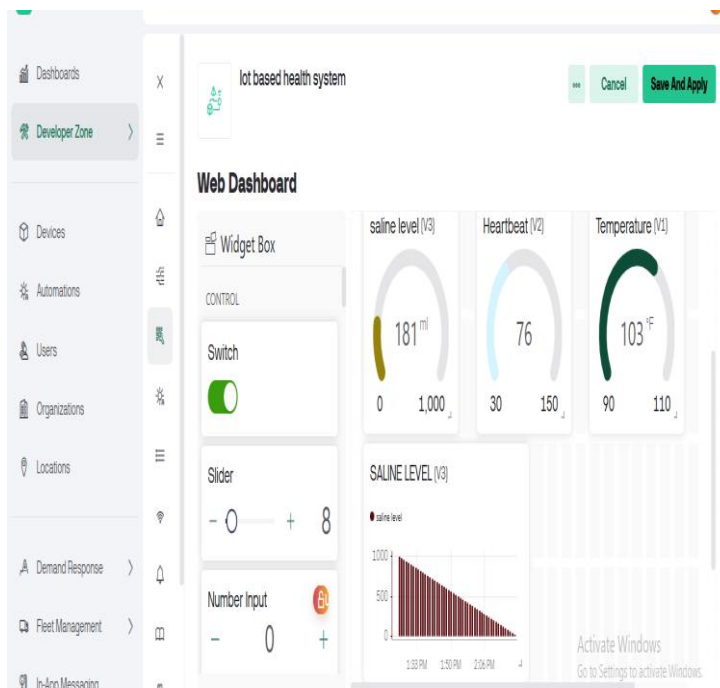 Dashboards
Developer Zone
Devices
Automations
Users
Organizations
Locations
Demand Response
Fleet Management
In-App Messaging
Iot based health system
Cancel
Save And Apply
Web Dashboard
Widget Box
CONTROL
Switch
Slider
8
Number Input
0
saline level (V3)
181 ml
0 1,000
Heartbeat (V2)
76
30 150
Temperature (V1)
103 °F
90 110
SALINE LEVEL (V3)
saline level
1000
500
0
1:33 PM 1:50 PM 2:06 PM
Activate Windows
Go to Settings to activate Windows.